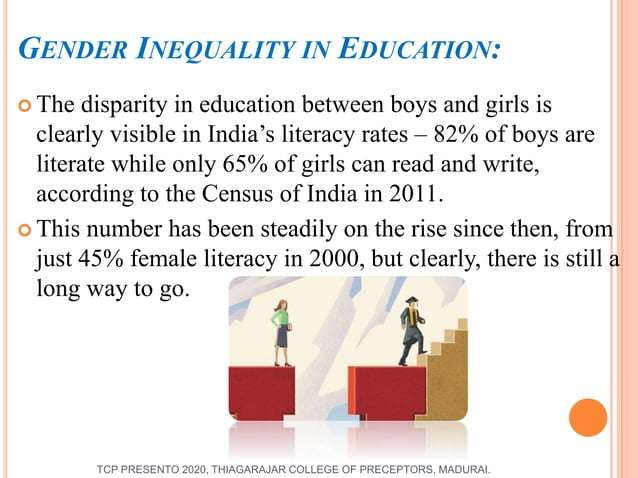 GENDER INEQUALITY IN EDUCATION:
The disparity in education between boys and girls is
clearly visible in India’s literacy rates – 82% of boys are
literate while only 65% of girls can read and write,
according to the Census of India in 2011.
This number has been steadily on the rise since then, from
just 45% female literacy in 2000, but clearly, there is still a
long way to go.
TCP PRESENTO 2020, THIAGARAJAR COLLEGE OF PRECEPTORS, MADURAI.